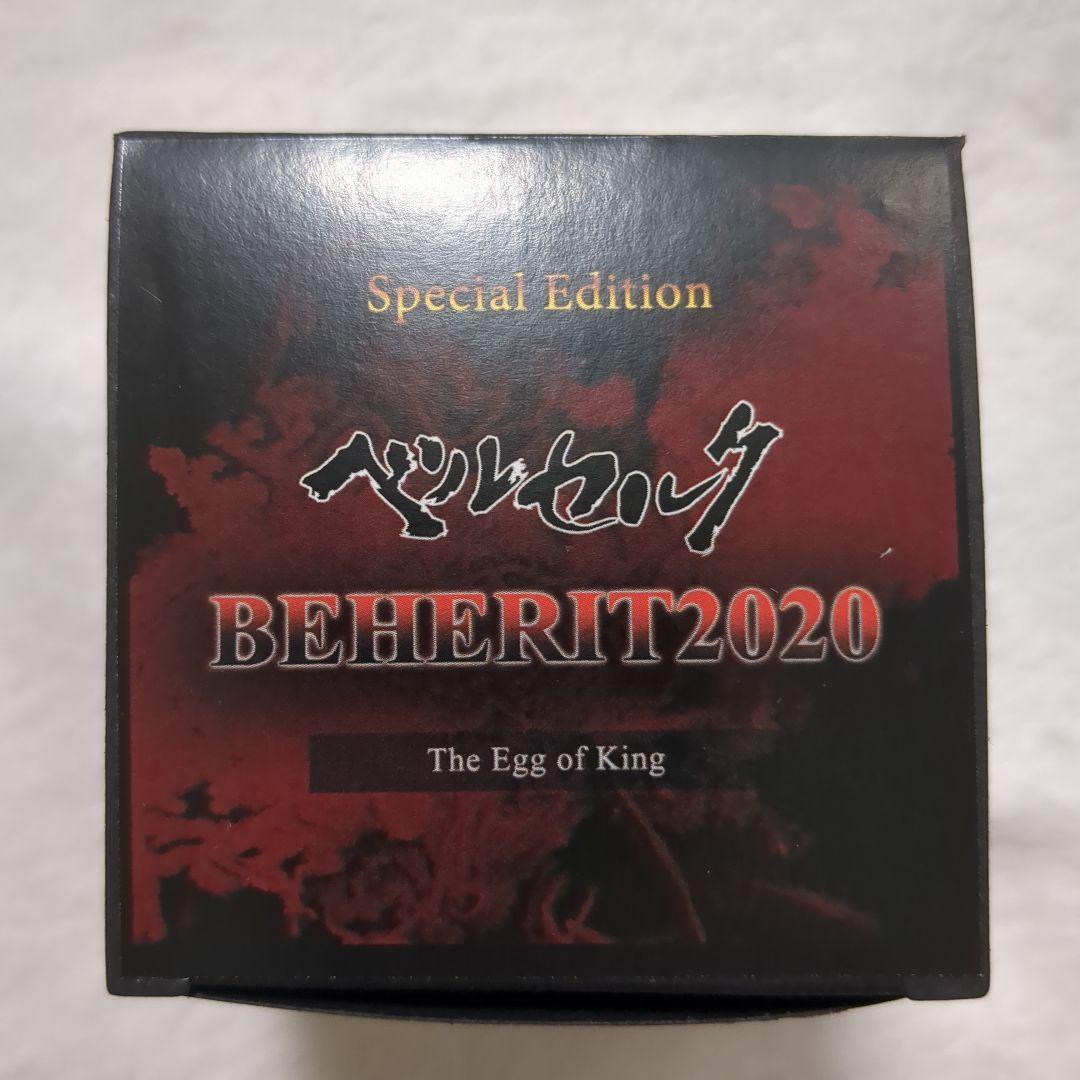 Special Edition
ベルセルク
BEHERIT2020
The Egg of King